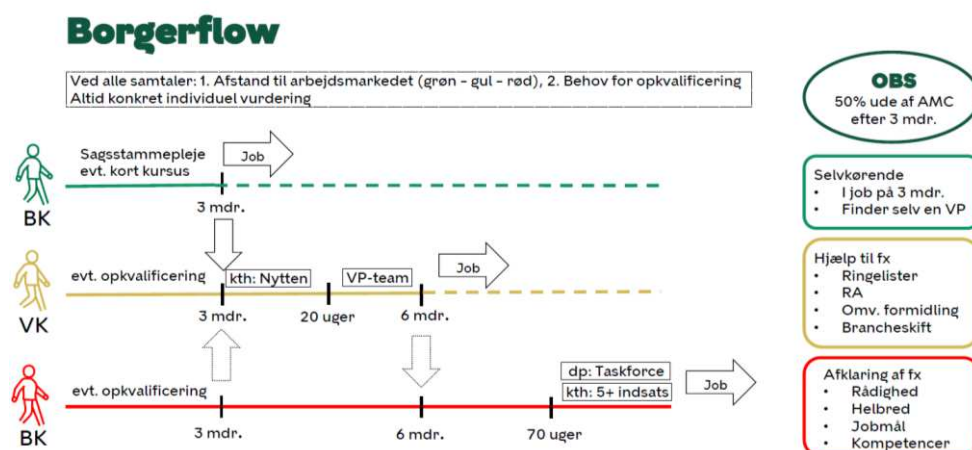 Borgerflow
Ved alle samtaler: 1. Afstand til arbejdsmarkedet (grøn - gul - rød), 2. Behov for opkvalificering
Altid konkret individuel vurdering
OBS
50% ude af AMC
efter 3 mdr.
BK
Sagsstammepleje
evt. kort kursus
Job
3 mdr.
Selvkørende
• I job på 3 mdr.
• Finder selv en VP
VK
evt. opkvalificering
kth: Nytten
VP-team
Job
3 mdr.
20 uger
6 mdr.
Hjælp til fx
• Ringelister
• RA
• Omv. formidling
• Brancheskift
BK
evt. opkvalificering
dp: Taskforce
kth: 5+ indsats
Job
3 mdr.
6 mdr.
70 uger
Afklaring af fx
• Rådighed
• Helbred
• Jobmål
• Kompetencer